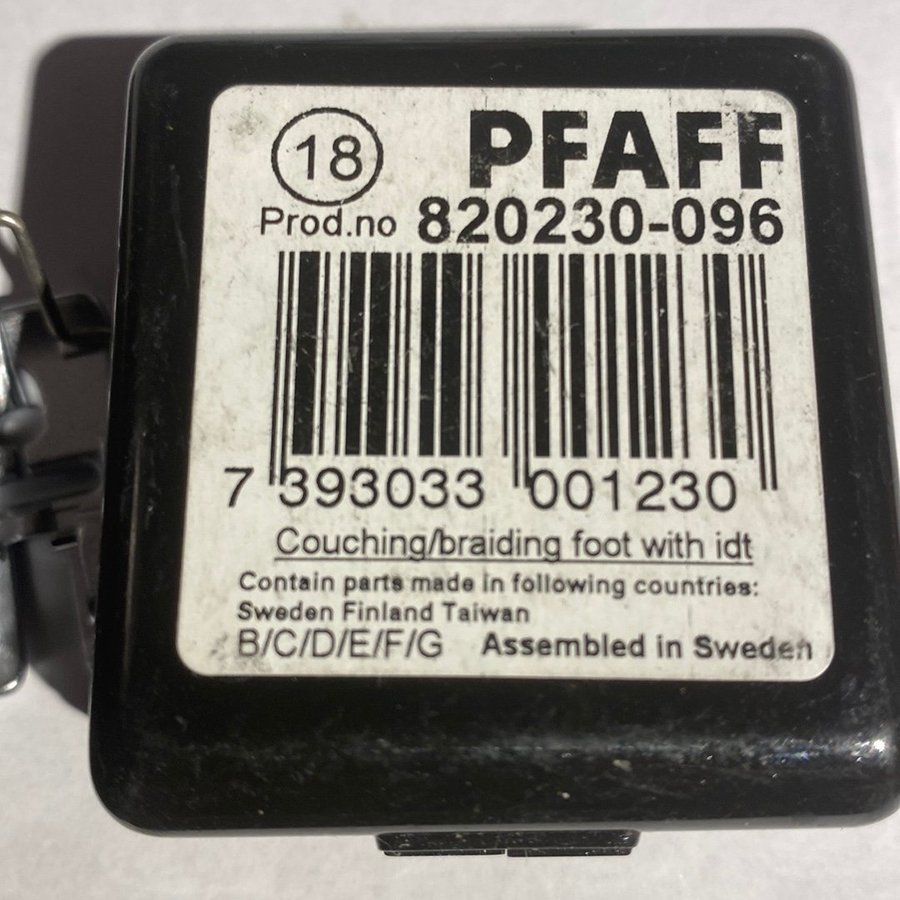 18 PFAFF
Prod.no 820230-096
7 393033 001230
Couching/braiding foot with idt
Contain parts made in following countries:
Sweden Finland Taiwan
B/C/D/E/F/G Assembled in Sweden